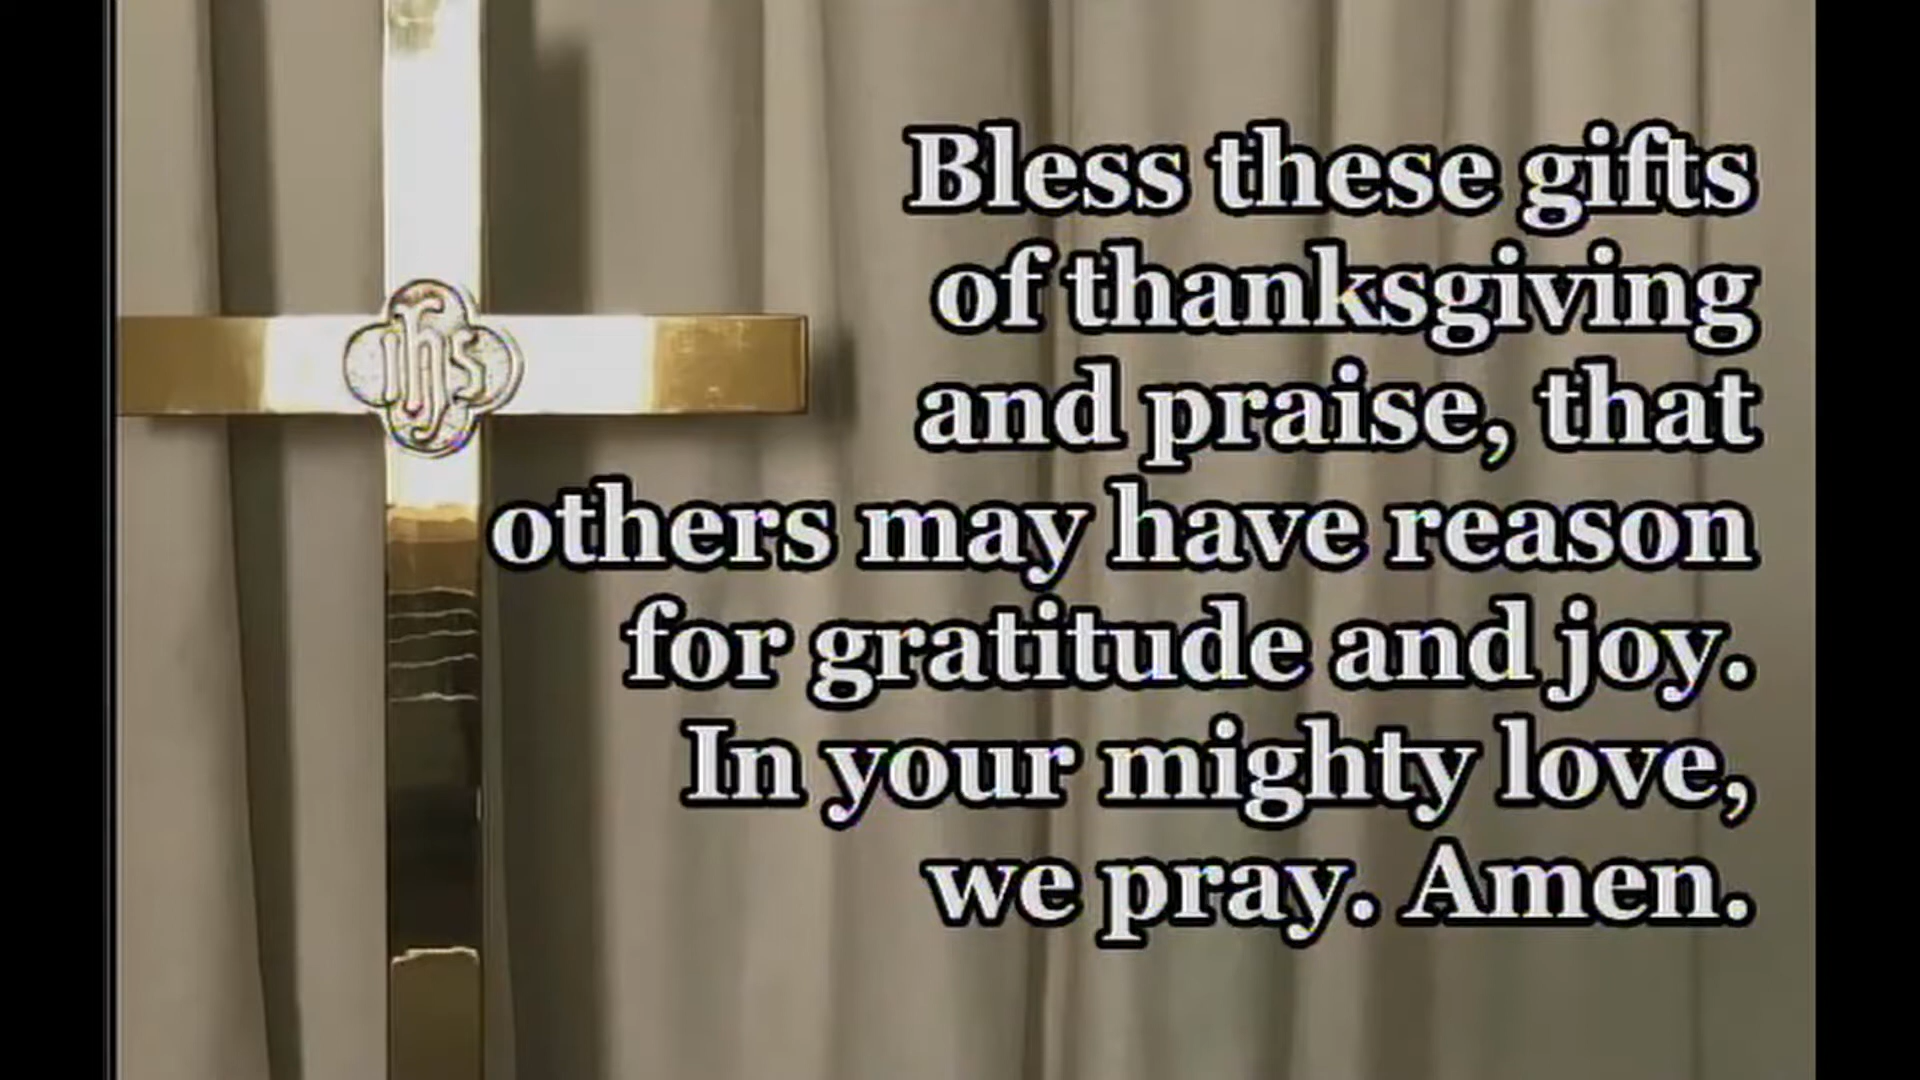 ihs
Bless these gifts
of thanksgiving
and praise, that
others may have reason
for gratitude and joy.
In your mighty love,
we pray. Amen.